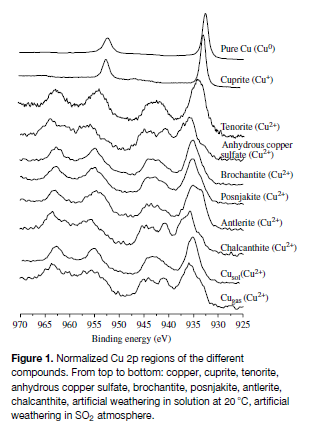 Pure Cu (Cu⁰)
Cuprite (Cu⁺)
Tenorite (Cu²⁺)
Anhydrous copper
sulfate (Cu²⁺)
Brochantite (Cu²⁺)
Posnjakite (Cu²⁺)
Antlerite (Cu²⁺)
Chalcanthite (Cu²⁺)
Cusol(Cu²⁺)
Cugas (Cu²⁺)
970 965 960 955 950 945 940 935 930 925
Binding energy (eV)
Figure 1. Normalized Cu 2p regions of the different
compounds. From top to bottom: copper, cuprite, tenorite,
anhydrous copper sulfate, brochantite, posnjakite, antlerite,
chalcanthite, artificial weathering in solution at 20 °C, artificial
weathering in SO₂ atmosphere.